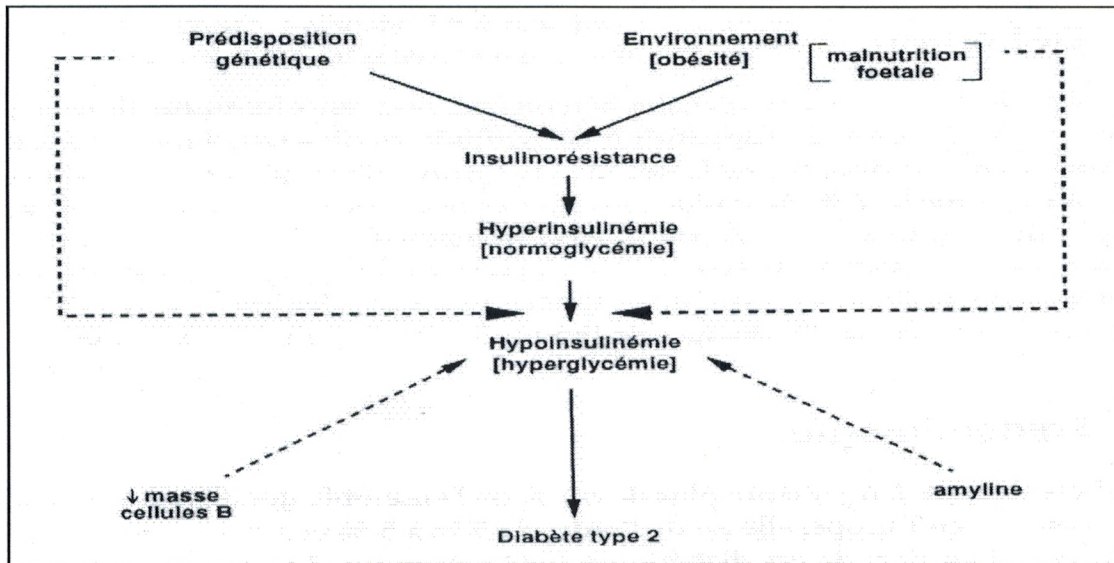 Prédisposition
génétique
Environnement
[obésité]
[malnutrition
foetale]
Insulinorésistance
Hyperinsulinémie
[normoglycémie]
Hypoinsulinémie
[hyperglycémie]
↓ masse
cellules B
amyline
Diabète type 2